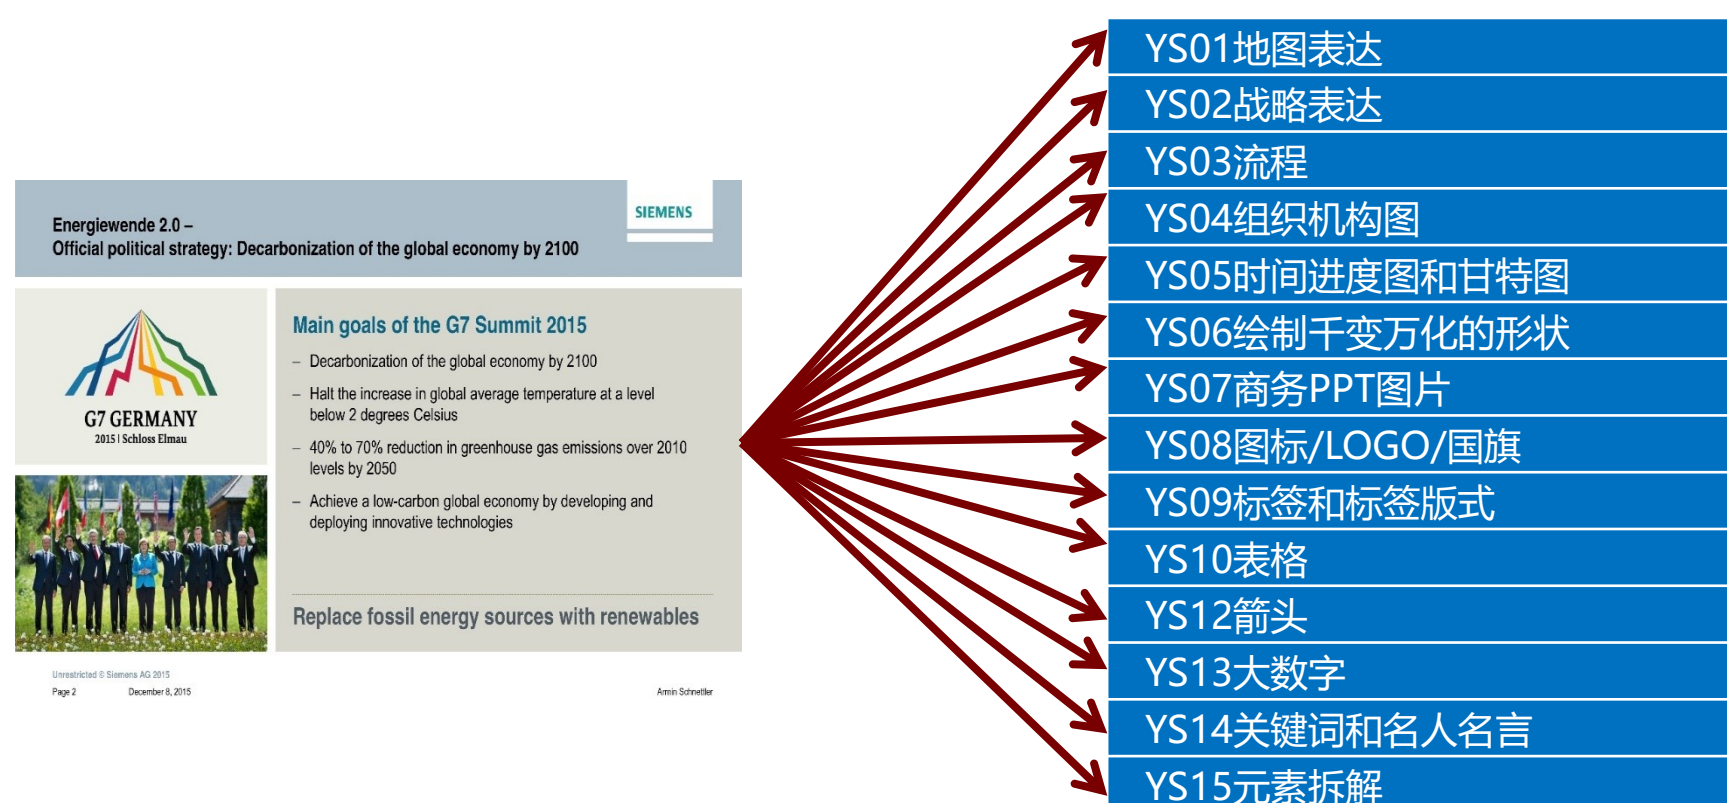 SIEMENS
Energiewende 2.0 –
Official political strategy: Decarbonization of the global economy by 2100
G7 GERMANY
2015 | Schloss Elmau
Main goals of the G7 Summit 2015
– Decarbonization of the global economy by 2100
– Halt the increase in global average temperature at a level
below 2 degrees Celsius
– 40% to 70% reduction in greenhouse gas emissions over 2010
levels by 2050
– Achieve a low-carbon global economy by developing and
deploying innovative technologies
Replace fossil energy sources with renewables
Unrestricted © Siemens AG 2015
Page 2 December 8, 2015 Armin Schnettler
YS01地图表达
YS02战略表达
YS03流程
YS04组织机构图
YS05时间进度图和甘特图
YS06绘制千变万化的形状
YS07商务PPT图片
YS08图标/LOGO/国旗
YS09标签和标签版式
YS10表格
YS12箭头
YS13大数字
YS14关键词和名人名言
YS15元素拆解